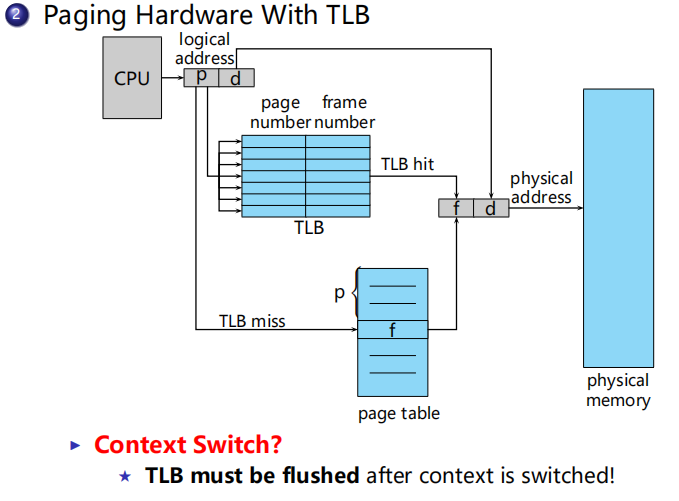 2 Paging Hardware With TLB
logical
address
CPU
p d
page frame
number number
TLB hit
TLB
physical
address
f d
p
TLB miss
f
page table
physical
memory
Context Switch?
TLB must be flushed after context is switched!